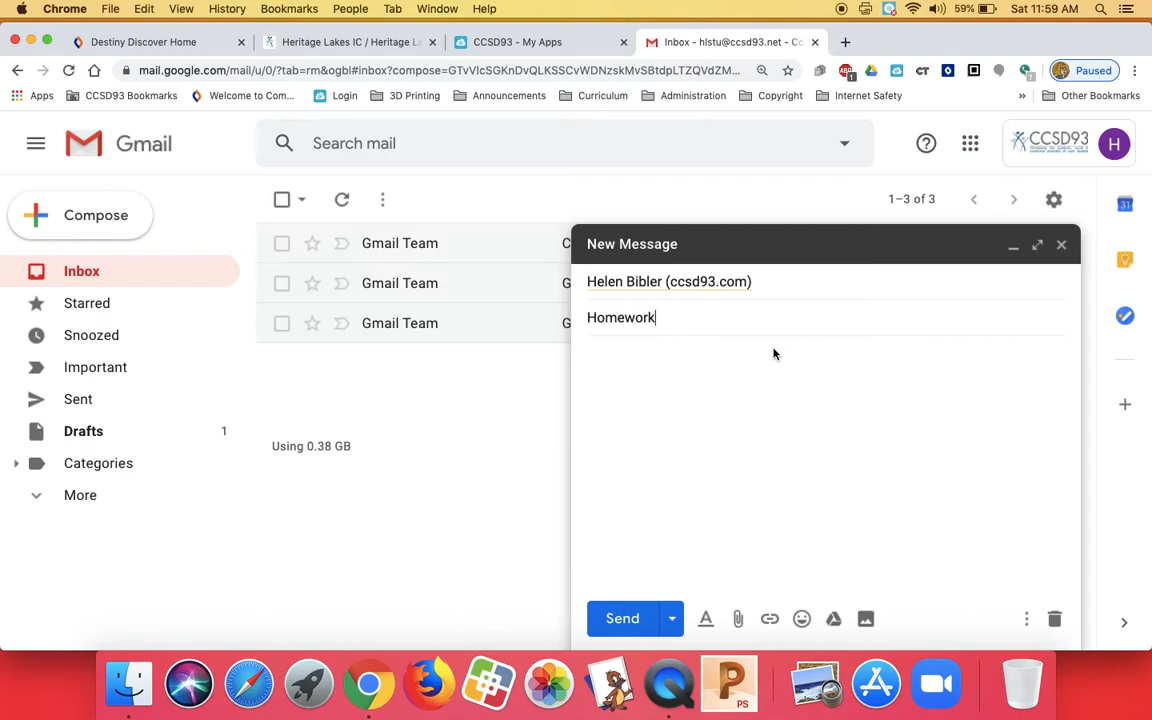 Chrome File Edit View History Bookmarks People Tab Window Help 59% Sat 11:59 AM
Destiny Discover Home Heritage Lakes IC / Heritage La CCSD93 - My Apps Inbox - hlstu@ccsd93.net - Co
mail.google.com/mail/u/0/?tab=rm&ogbl#inbox?compose=GTvVlcSGKnDvQLKSSCvWDNzskMvSBtdpLTZQVdZM... Paused
Apps CCSD93 Bookmarks Welcome to Com... Login 3D Printing Announcements Curriculum Administration Copyright Internet Safety » Other Bookmarks
Gmail Search mail CCSD93 H
Compose 1–3 of 3
Inbox
Starred
Snoozed
Important
Sent
Drafts 1
Categories
More
Gmail Team C
Gmail Team G
Gmail Team G
Using 0.38 GB
New Message
Helen Bibler (ccsd93.com)
Homework
Send
31
PS